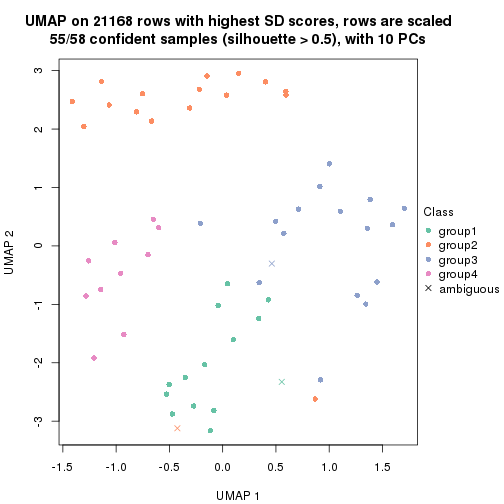 UMAP on 21168 rows with highest SD scores, rows are scaled
55/58 confident samples (silhouette > 0.5), with 10 PCs
3
2
1
0
-1
-2
-3
UMAP 2
-1.5
-1.0
-0.5
0.0
0.5
1.0
1.5
UMAP 1
Class
group1
group2
group3
group4
ambiguous